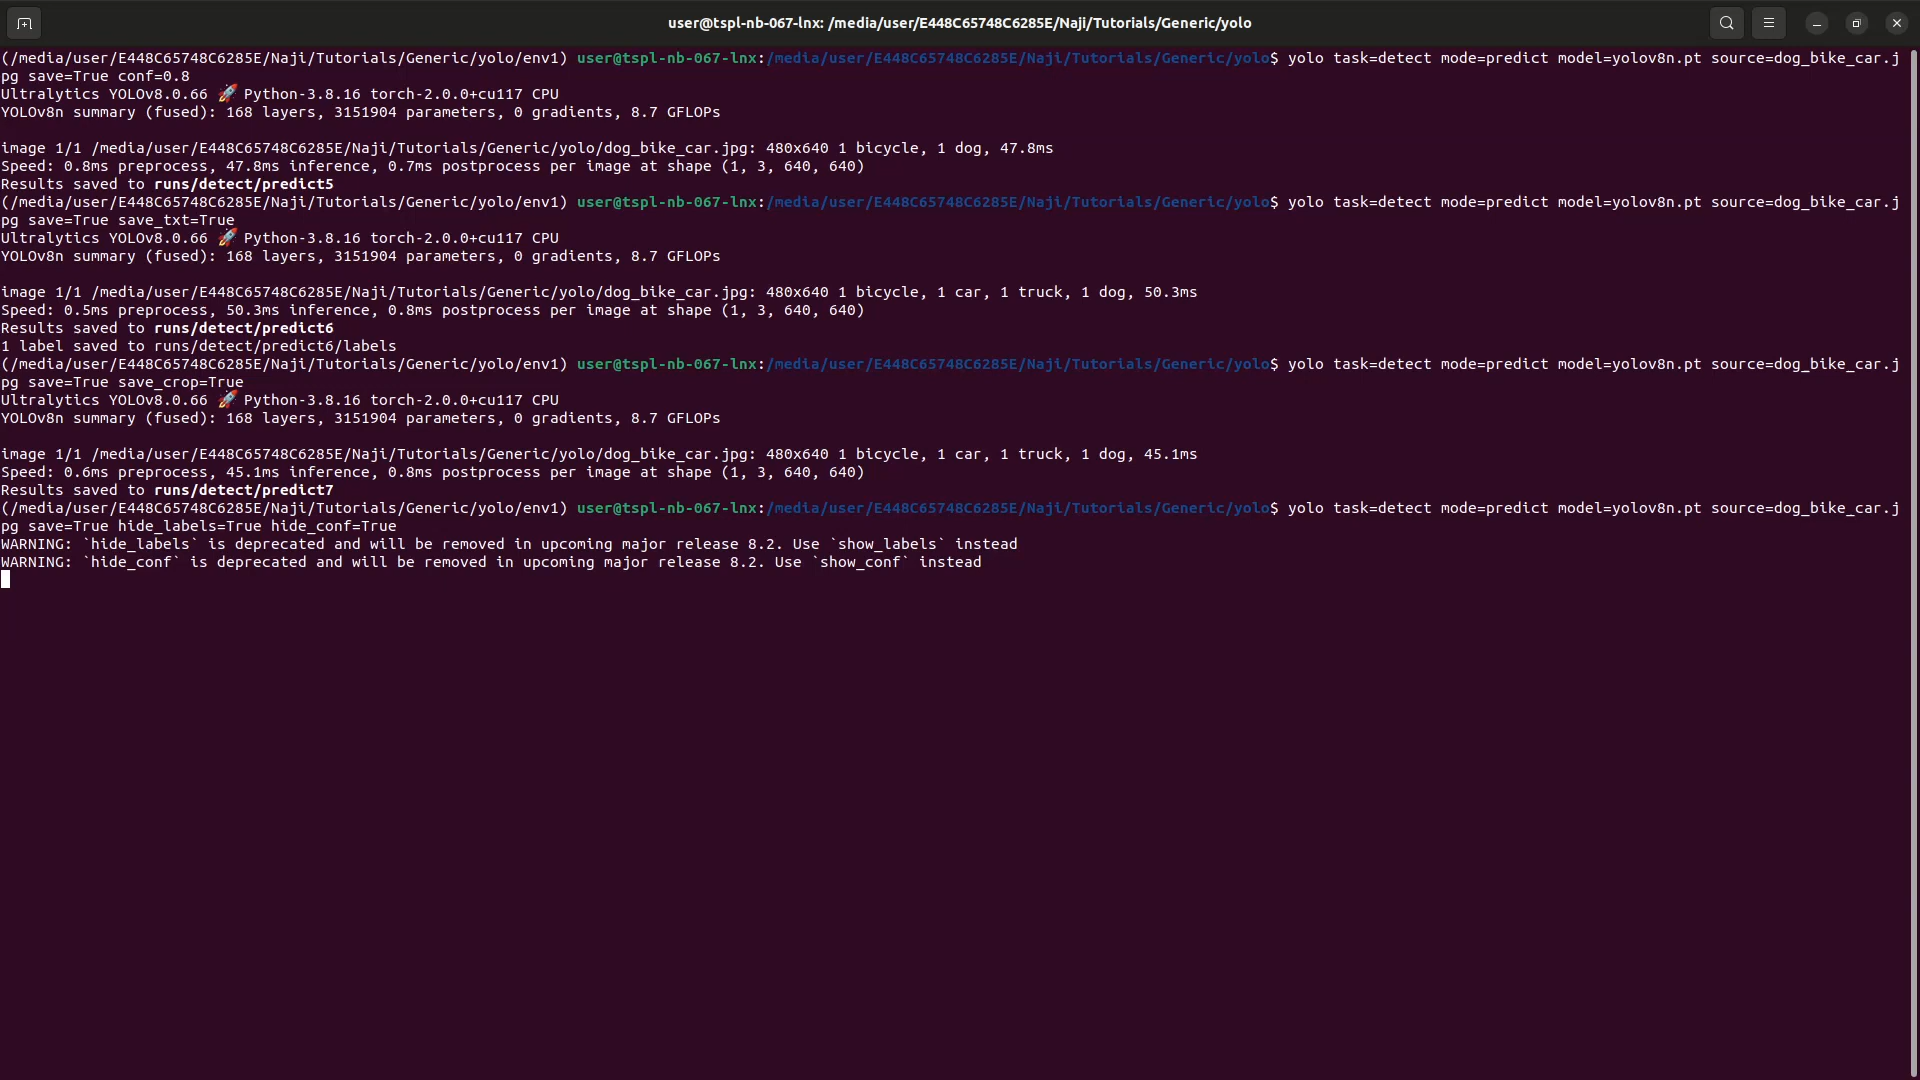 user@tspl-nb-067-lnx: /media/user/E448C65748C6285E/Naji/Tutorials/Generic/yolo
(/media/user/E448C65748C6285E/Naji/Tutorials/Generic/yolo/env1) user@tspl-nb-067-lnx:/media/user/E448C65748C6285E/Naji/Tutorials/Generic/yolo$ yolo task=detect mode=predict model=yolov8n.pt source=dog_bike_car.j
pg save=True conf=0.8
Ultralytics YOLOv8.0.66 🚀 Python-3.8.16 torch-2.0.0+cu117 CPU
YOLOv8n summary (fused): 168 layers, 3151904 parameters, 0 gradients, 8.7 GFLOPs
image 1/1 /media/user/E448C65748C6285E/Naji/Tutorials/Generic/yolo/dog_bike_car.jpg: 480x640 1 bicycle, 1 dog, 47.8ms
Speed: 0.8ms preprocess, 47.8ms inference, 0.7ms postprocess per image at shape (1, 3, 640, 640)
Results saved to runs/detect/predict5
(/media/user/E448C65748C6285E/Naji/Tutorials/Generic/yolo/env1) user@tspl-nb-067-lnx:/media/user/E448C65748C6285E/Naji/Tutorials/Generic/yolo$ yolo task=detect mode=predict model=yolov8n.pt source=dog_bike_car.j
pg save=True save_txt=True
Ultralytics YOLOv8.0.66 🚀 Python-3.8.16 torch-2.0.0+cu117 CPU
YOLOv8n summary (fused): 168 layers, 3151904 parameters, 0 gradients, 8.7 GFLOPs
image 1/1 /media/user/E448C65748C6285E/Naji/Tutorials/Generic/yolo/dog_bike_car.jpg: 480x640 1 bicycle, 1 car, 1 truck, 1 dog, 50.3ms
Speed: 0.5ms preprocess, 50.3ms inference, 0.8ms postprocess per image at shape (1, 3, 640, 640)
Results saved to runs/detect/predict6
1 label saved to runs/detect/predict6/labels
(/media/user/E448C65748C6285E/Naji/Tutorials/Generic/yolo/env1) user@tspl-nb-067-lnx:/media/user/E448C65748C6285E/Naji/Tutorials/Generic/yolo$ yolo task=detect mode=predict model=yolov8n.pt source=dog_bike_car.j
pg save=True save_crop=True
Ultralytics YOLOv8.0.66 🚀 Python-3.8.16 torch-2.0.0+cu117 CPU
YOLOv8n summary (fused): 168 layers, 3151904 parameters, 0 gradients, 8.7 GFLOPs
image 1/1 /media/user/E448C65748C6285E/Naji/Tutorials/Generic/yolo/dog_bike_car.jpg: 480x640 1 bicycle, 1 car, 1 truck, 1 dog, 45.1ms
Speed: 0.6ms preprocess, 45.1ms inference, 0.8ms postprocess per image at shape (1, 3, 640, 640)
Results saved to runs/detect/predict7
(/media/user/E448C65748C6285E/Naji/Tutorials/Generic/yolo/env1) user@tspl-nb-067-lnx:/media/user/E448C65748C6285E/Naji/Tutorials/Generic/yolo$ yolo task=detect mode=predict model=yolov8n.pt source=dog_bike_car.j
pg save=True hide_labels=True hide_conf=True
WARNING: `hide_labels` is deprecated and will be removed in upcoming major release 8.2. Use `show_labels` instead
WARNING: `hide_conf` is deprecated and will be removed in upcoming major release 8.2. Use `show_conf` instead